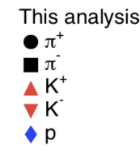 This analysis
π⁺
π⁻
K⁺
K⁻
p